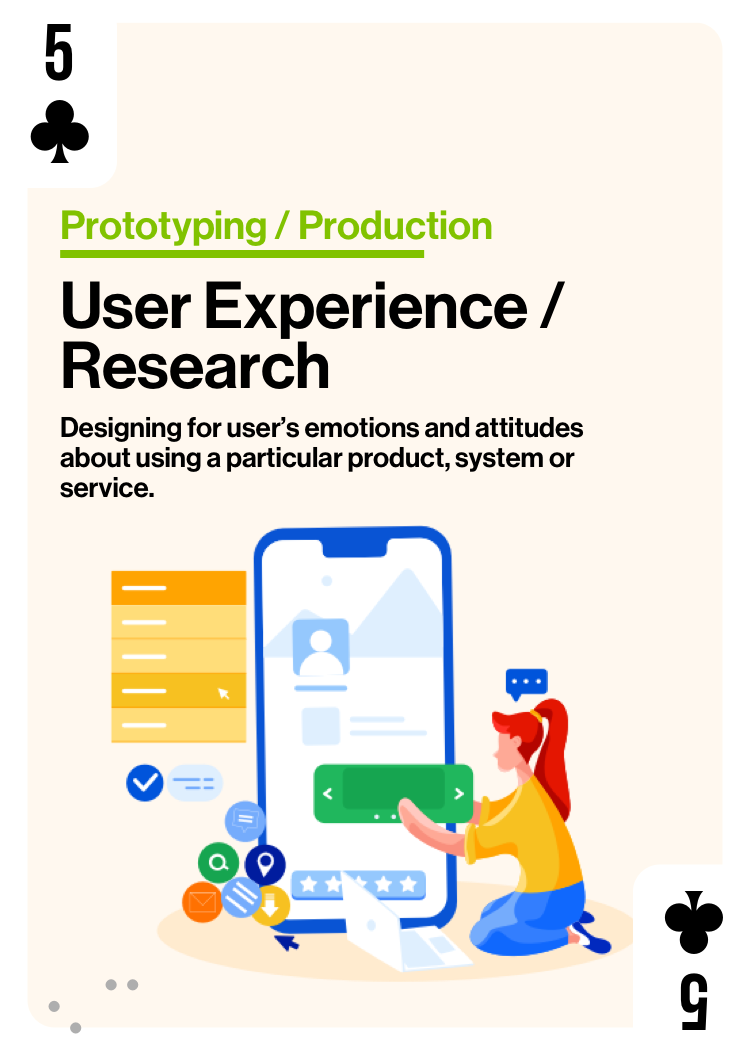 5
Prototyping / Production
User Experience /
Research
Designing for user’s emotions and attitudes
about using a particular product, system or
service.
5